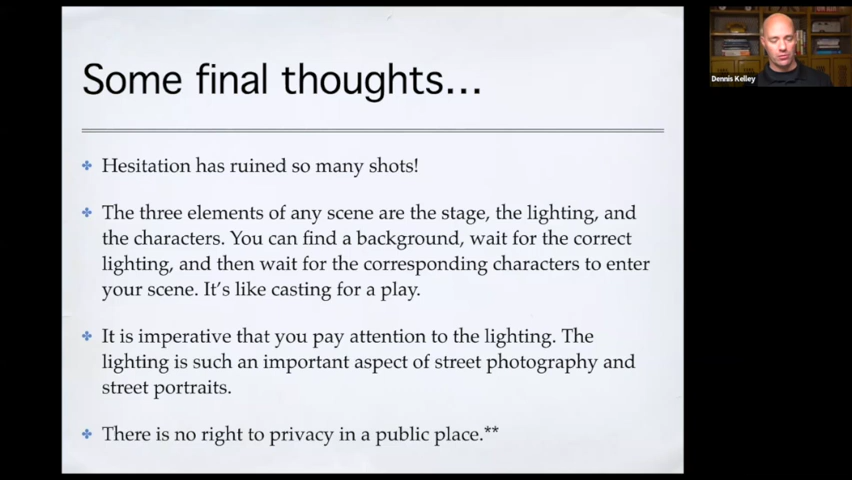 Some final thoughts...
Hesitation has ruined so many shots!
The three elements of any scene are the stage, the lighting, and
the characters. You can find a background, wait for the correct
lighting, and then wait for the corresponding characters to enter
your scene. It's like casting for a play.
It is imperative that you pay attention to the lighting. The
lighting is such an important aspect of street photography and
street portraits.
There is no right to privacy in a public place.**
Dennis Kelley